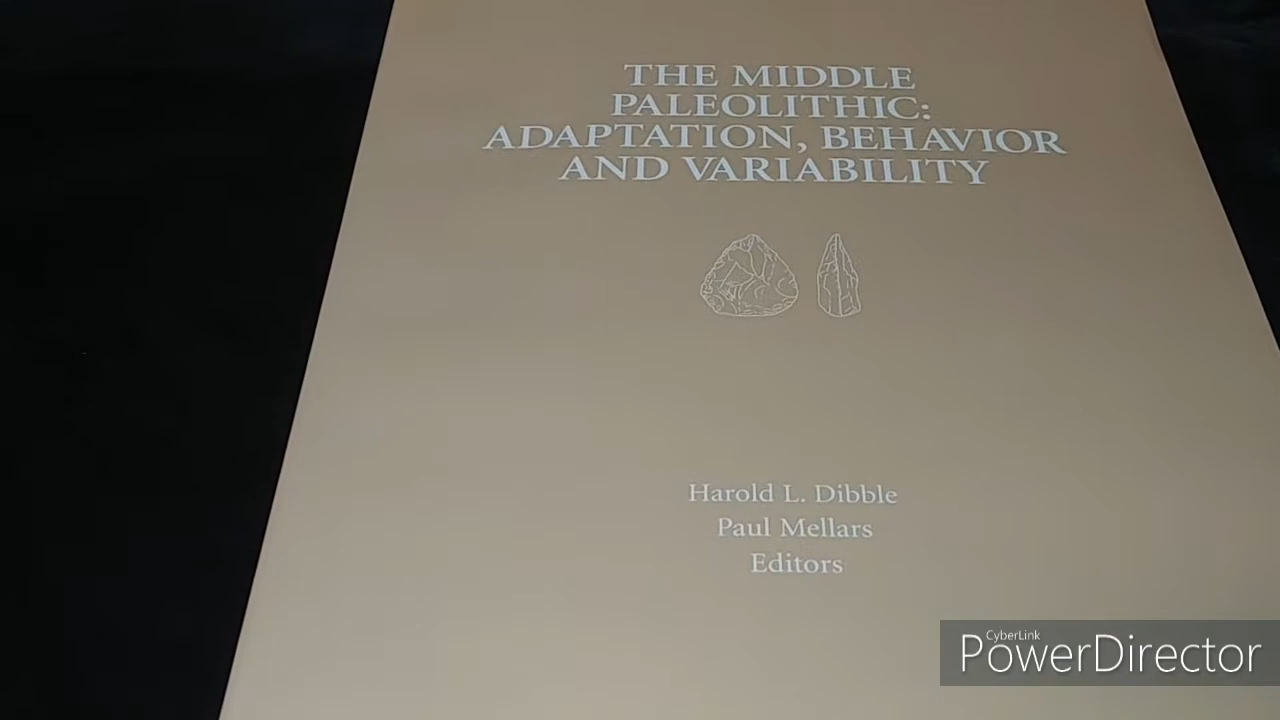 THE MIDDLE
PALEOLITHIC:
ADAPTATION, BEHAVIOR
AND VARIABILITY
Harold L. Dibble
Paul Mellars
Editors
CyberLink
PowerDirector